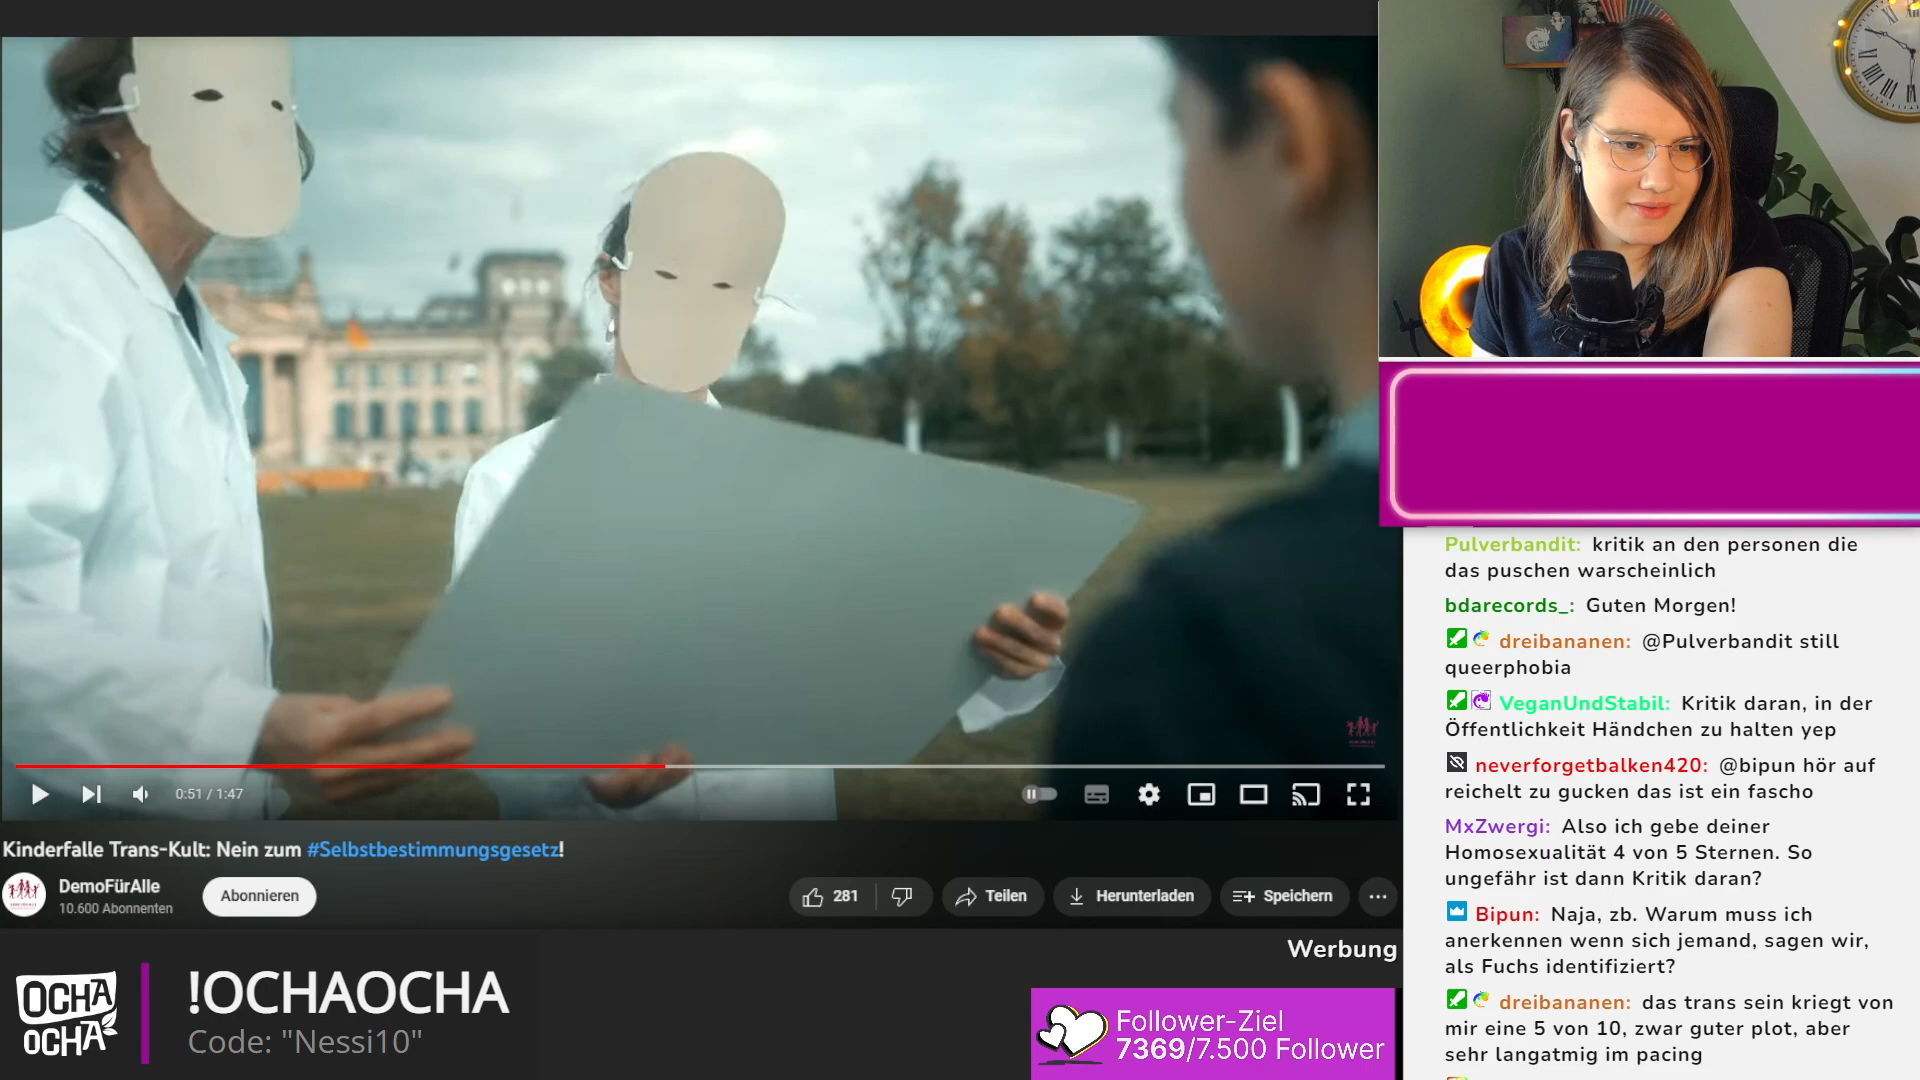 0:51 / 1:47
Kinderfalle Trans-Kult: Nein zum #Selbstbestimmungsgesetz!
DemoFürAlle
10.600 Abonnenten
Abonnieren
281
Teilen
Herunterladen
Speichern
Werbung
OCHA
OCHA
!OCHAOCHA
Code: "Nessi10"
Follower-Ziel
7369/7.500 Follower
Pulverbandit: kritik an den personen die
das puschen warscheinlich
bdarecords_: Guten Morgen!
dreibananen: @Pulverbandit still
queerphobia
VeganUndStabil: Kritik daran, in der
Öffentlichkeit Händchen zu halten yep
neverforgetbalken420: @bipun hör auf
reichelt zu gucken das ist ein fascho
MxZwergi: Also ich gebe deiner
Homosexualität 4 von 5 Sternen. So
ungefähr ist dann Kritik daran?
Bipun: Naja, zb. Warum muss ich
anerkennen wenn sich jemand, sagen wir,
als Fuchs identifiziert?
dreibananen: das trans sein kriegt von
mir eine 5 von 10, zwar guter plot, aber
sehr langatmig im pacing